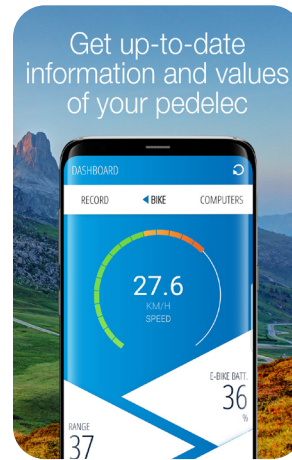 Get up-to-date
information and values
of your pedelec
DASHBOARD
RECORD
BIKE
COMPUTERS
27.6
KM/H
SPEED
E-BIKE BATT.
36
%
RANGE
37